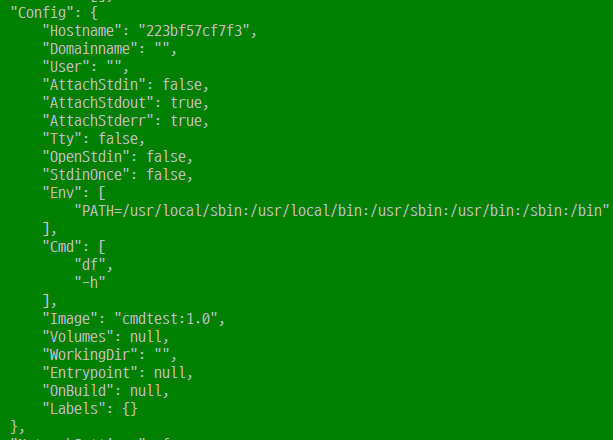 "Config": {
"Hostname": "223bf57cf7f3",
"Domainname": "",
"User": "",
"AttachStdin": false,
"AttachStdout": true,
"AttachStderr": true,
"Tty": false,
"OpenStdin": false,
"StdinOnce": false,
"Env": [
"PATH=/usr/local/sbin:/usr/local/bin:/usr/sbin:/usr/bin:/sbin:/bin"
],
"Cmd": [
"df",
"-h"
],
"Image": "cmdtest:1.0",
"Volumes": null,
"WorkingDir": "",
"Entrypoint": null,
"OnBuild": null,
"Labels": {}
},